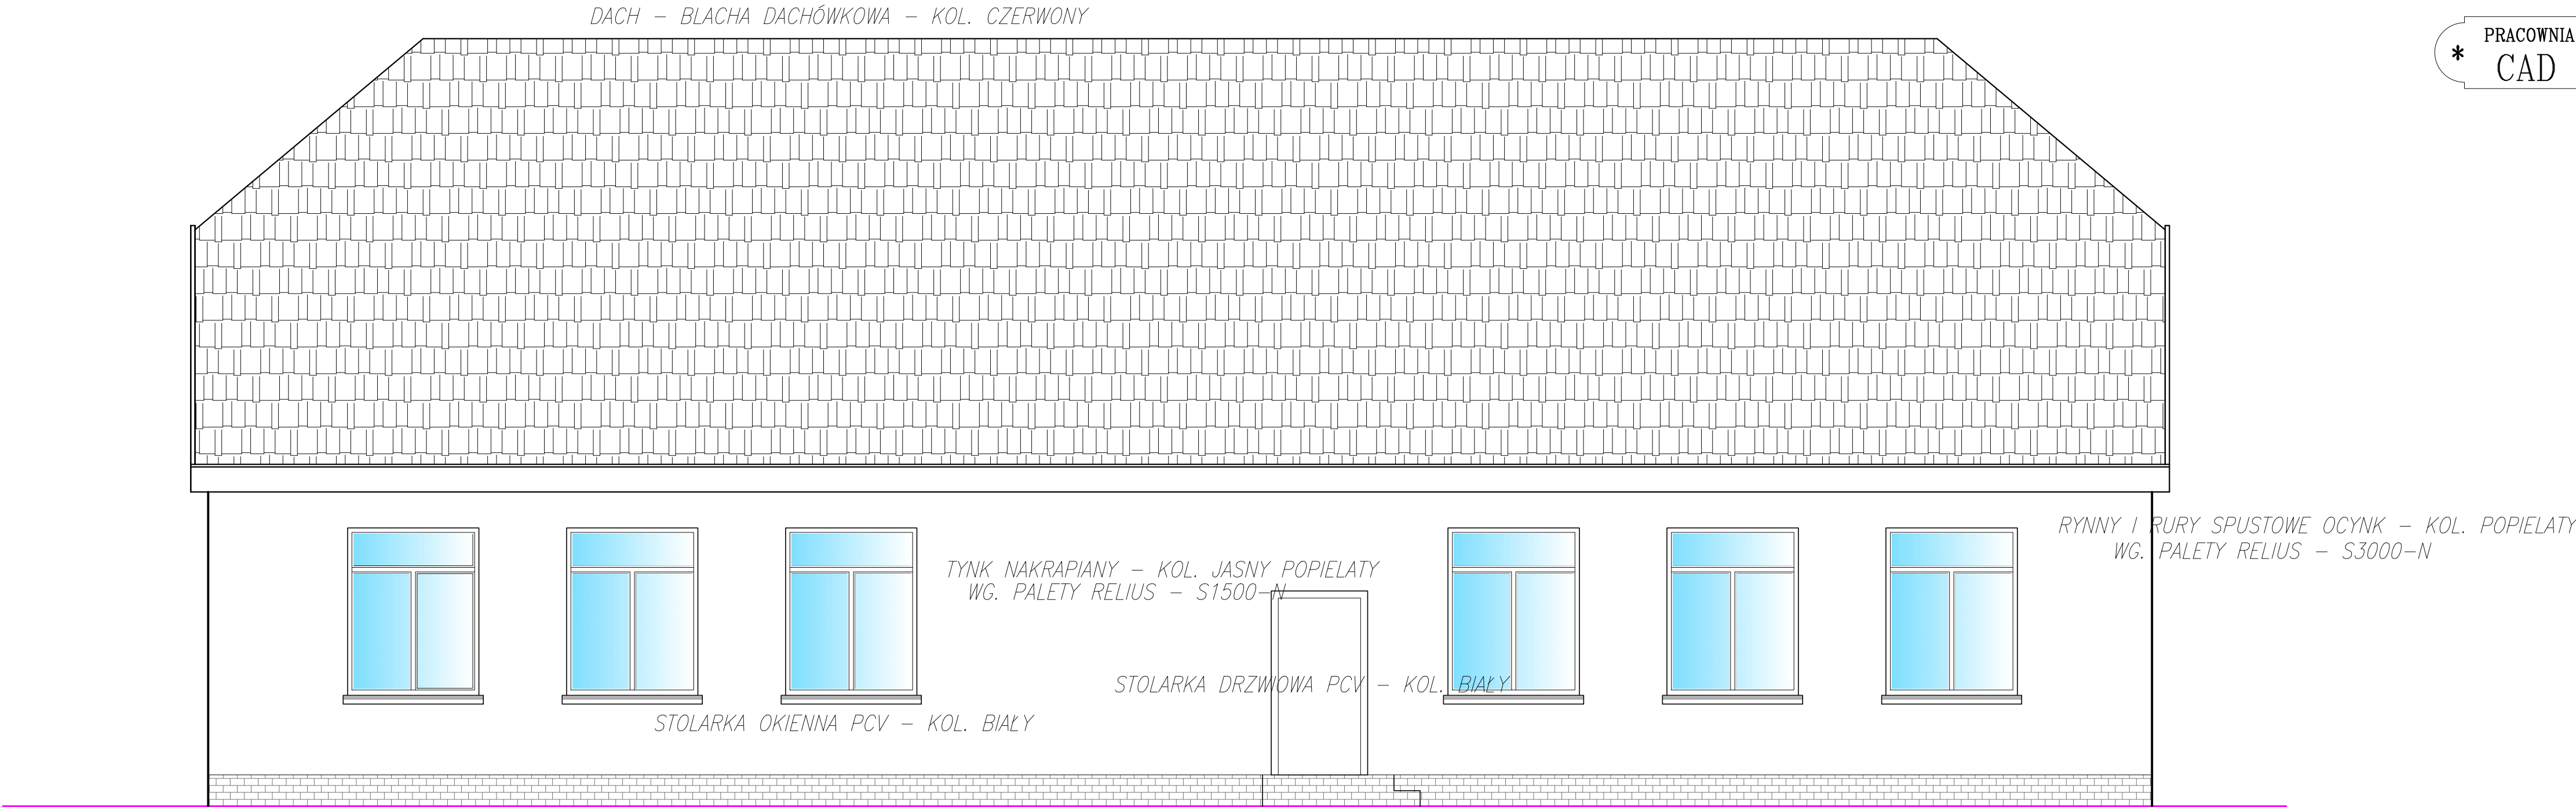 DACH – BLACHA DACHÓWKOWA – KOL. CZERWONY
PRACOWNIA
* CAD
RYNNY I RURY SPUSTOWE OCYNK – KOL. POPIELATY
WG. PALETY RELIUS – S3000–N
TYNK NAKRAPIANY – KOL. JASNY POPIELATY
WG. PALETY RELIUS – S1500–N
STOLARKA DRZWIOWA PCV – KOL. BIAŁY
STOLARKA OKIENNA PCV – KOL. BIAŁY